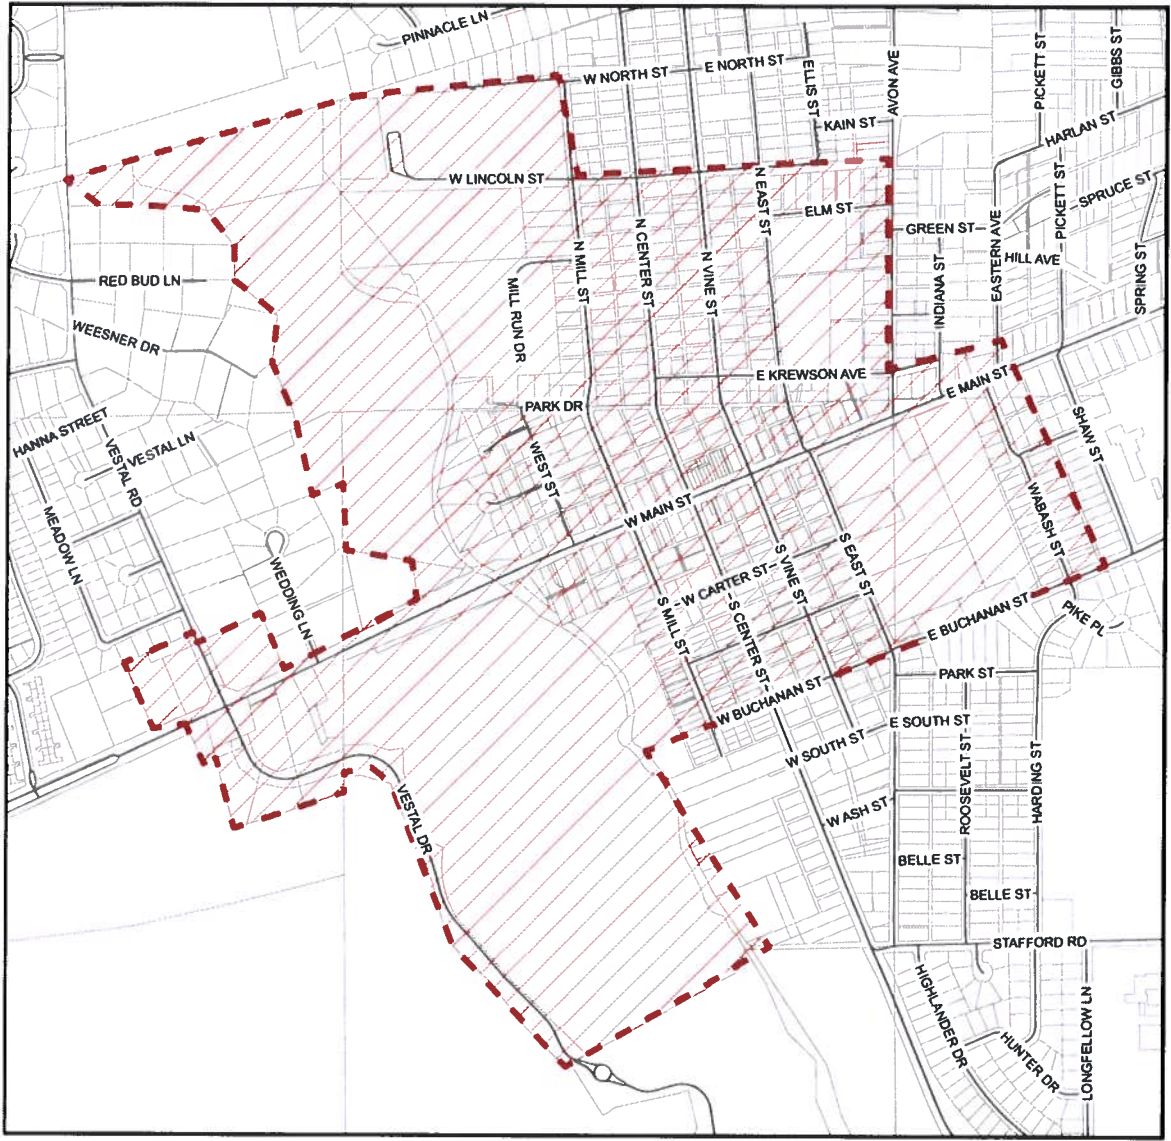 PINNACLE LN
W NORTH ST
E NORTH ST
ELLIS ST
AVON AVE
PICKETT ST
GIBBS ST
KAIN ST
HARLAN ST
W LINCOLN ST
N EAST ST
ELM ST
GREEN ST
EASTERN AVE
PICKETT ST
SPRUCE ST
RED BUD LN
MILL RUN DR
N MILL ST
N CENTER ST
N VINE ST
INDIANA ST
HILL AVE
SPRING ST
WEESNER DR
E KREWSON AVE
E MAIN ST
HANNA STREET
VESTAL LN
VESTAL RD
PARK DR
WEST ST
SHAW ST
MEADOW LN
W MAIN ST
WABASH ST
WEDDING LN
W CARTER ST
S VINE ST
S EAST ST
S MILL ST
S CENTER ST
E BUCHANAN ST
PIKE PL
W BUCHANAN ST
PARK ST
W SOUTH ST
E SOUTH ST
ROOSEVELT ST
HARDING ST
VESTAL DR
W ASH ST
BELLE ST
BELLE ST
STAFFORD RD
HIGHLANDER DR
HUNTER DR
LONGFELLOW LN